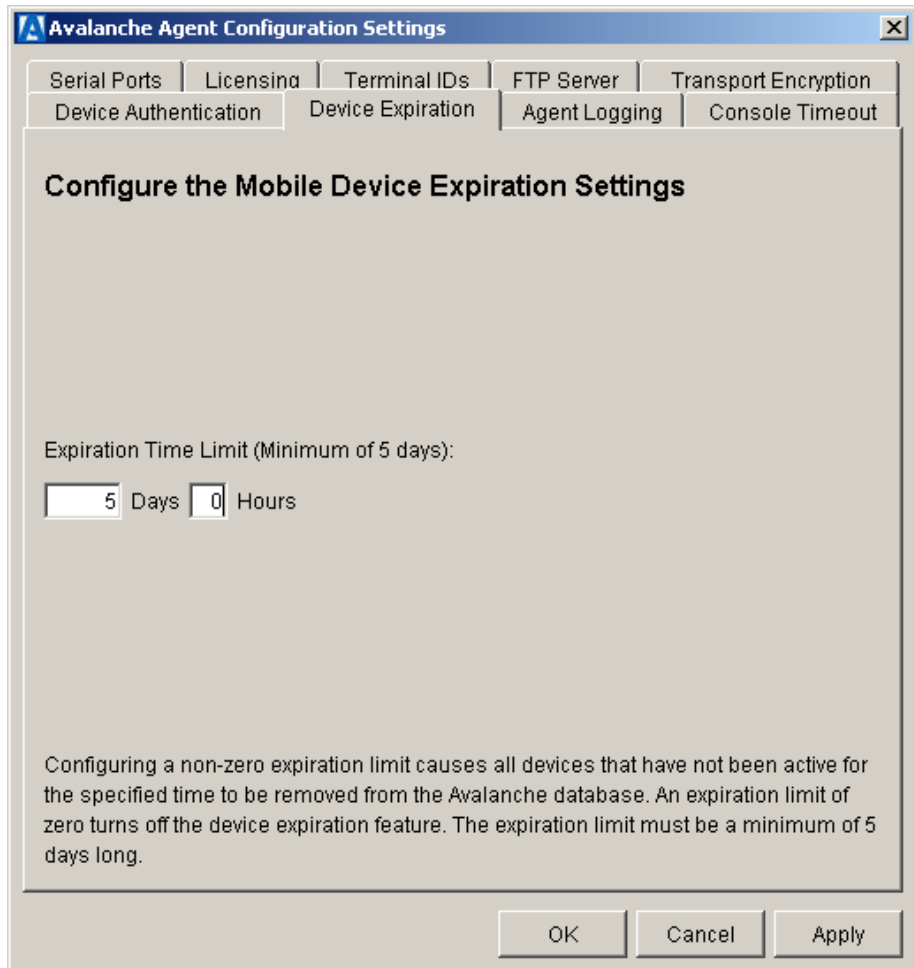 Avalanche Agent Configuration Settings
Serial Ports Licensing Terminal IDs FTP Server Transport Encryption
Device Authentication Device Expiration Agent Logging Console Timeout
Configure the Mobile Device Expiration Settings
Expiration Time Limit (Minimum of 5 days):
5 Days 0 Hours
Configuring a non-zero expiration limit causes all devices that have not been active for
the specified time to be removed from the Avalanche database. An expiration limit of
zero turns off the device expiration feature. The expiration limit must be a minimum of 5
days long.
OK Cancel Apply